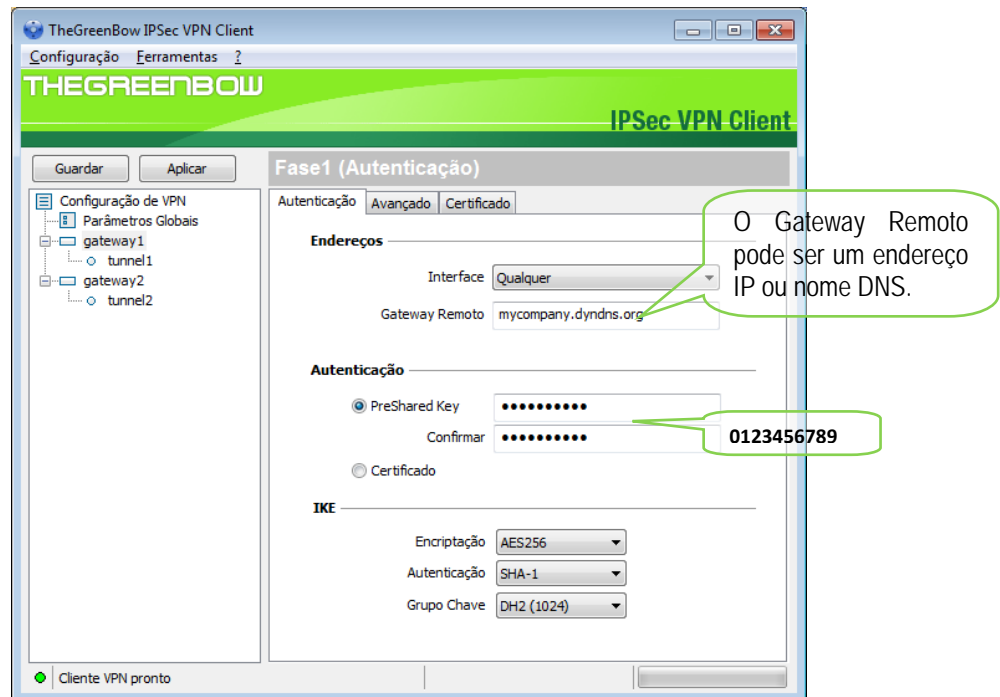 TheGreenBow IPSec VPN Client
Configuração Ferramentas ?
THEGREENBOW
IPSec VPN Client
Guardar Aplicar
Configuração de VPN
Parâmetros Globais
gateway1
tunnel1
gateway2
tunnel2
Fase1 (Autenticação)
Autenticação Avançado Certificado
Endereços
Interface Qualquer
Gateway Remoto mycompany.dyndns.org
O Gateway Remoto
pode ser um endereço
IP ou nome DNS.
Autenticação
PreShared Key ••••••••••
Confirmar ••••••••••
0123456789
Certificado
IKE
Encriptação AES256
Autenticação SHA-1
Grupo Chave DH2 (1024)
Cliente VPN pronto